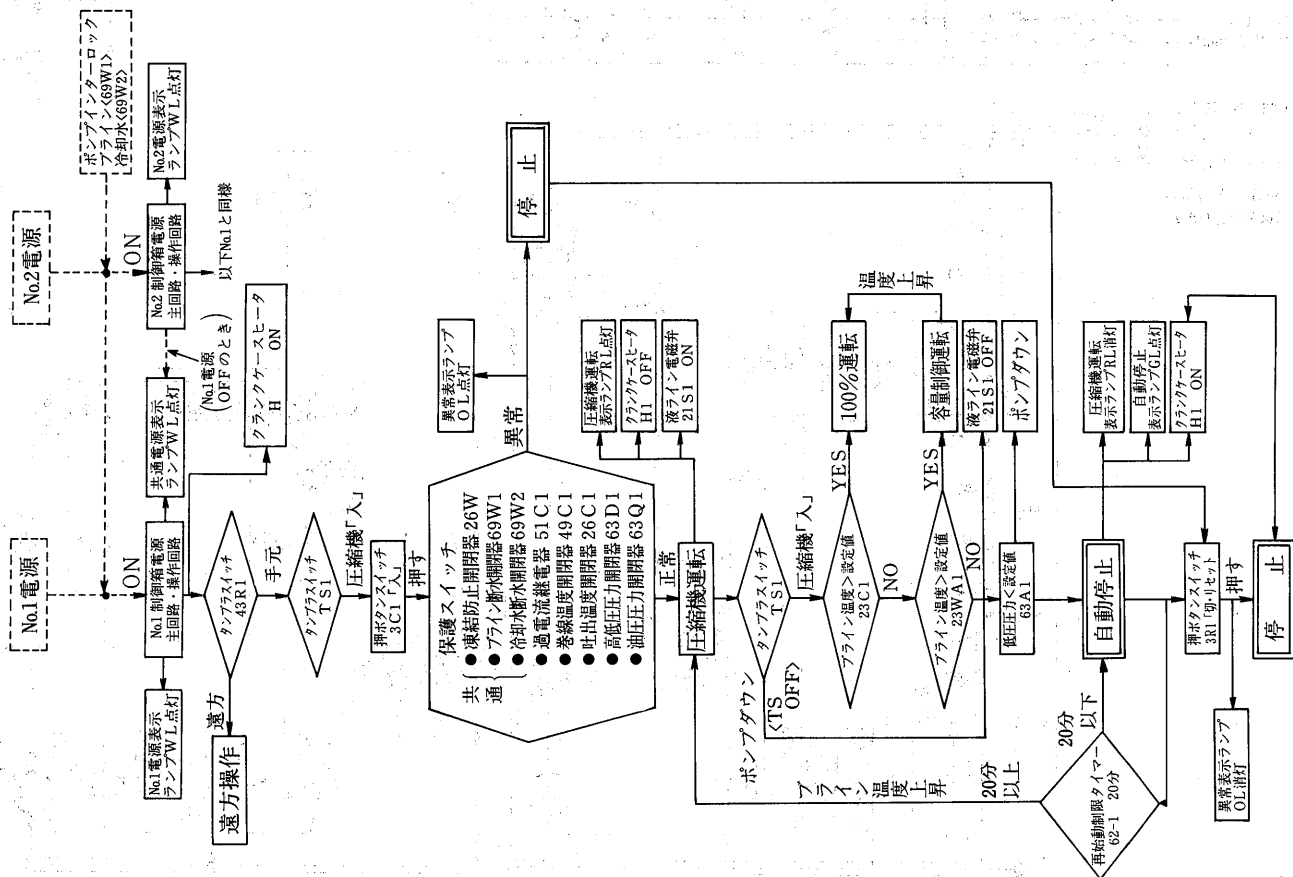 No.1電源
No.2電源
ポンプインターロック
ブライン<69W1>
冷却水<69W2>
ON
ON
No.1電源表示
ランプWL点灯
No.1 制御箱電源
主回路・操作回路
共通電源表示
ランプWL点灯
No.2 制御箱電源
主回路・操作回路
No.2電源表示
ランプWL点灯
(No.1電源
OFFのとき)
以下No.1と同様
クランクケースヒータ
H ON
タンブラスイッチ
43R1
遠方
遠方操作
手元
タンブラスイッチ
TS1
圧縮機「入」
押ボタンスイッチ
3C1「入」
押す
保護スイッチ
共通
●凍結防止開閉器 26W
●ブライン断水開閉器69W1
●冷却水断水開閉器 69W2
●過電流継電器 51C1
●巻線温度開閉器 49C1
●吐出温度開閉器 26C1
●高低圧圧力開閉器 63D1
●油圧圧力開閉器 63Q1
異常
異常表示ランプ
OL点灯
停止
正常
圧縮機運転
圧縮機運転
表示ランプRL点灯
クランクケースヒータ
H1 OFF
液ライン電磁弁
21S1 ON
タンブラスイッチ
TS1
ポンプダウン
<TS
OFF>
圧縮機「入」
ブライン温度>設定値
23C1
YES
100%運転
NO
ブライン温度>設定値
23WA1
YES
容量制御運転
温度上昇
NO
液ライン電磁弁
21S1 OFF
低圧圧力<設定値
63A1
ポンプダウン
自動停止
圧縮機運転
表示ランプRL消灯
自動停止
表示ランプGL点灯
クランクケースヒータ
H1 ON
再始動制限タイマー
62-1 20分
20分
以下
20分
以上
ブライン
温度上昇
押ボタンスイッチ
3R1「切・リセット」
押す
異常表示ランプ
OL消灯
停止